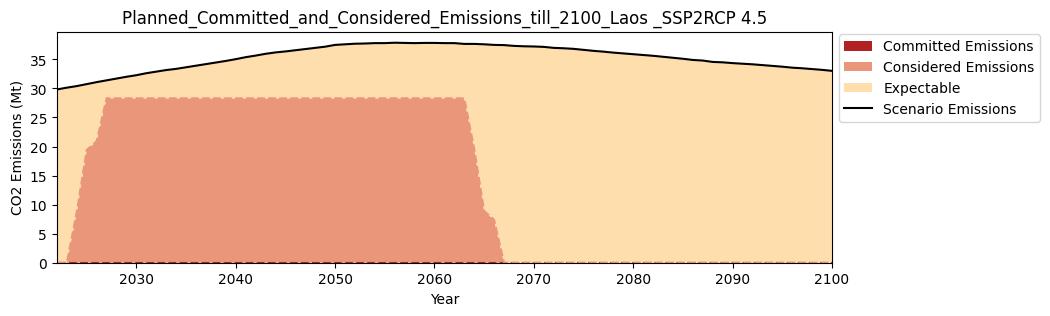 Planned_Committed_and_Considered_Emissions_till_2100_Laos _SSP2RCP 4.5
CO2 Emissions (Mt)
35
30
25
20
15
10
5
0
2030 2040 2050 2060 2070 2080 2090 2100
Year
Committed Emissions
Considered Emissions
Expectable
Scenario Emissions